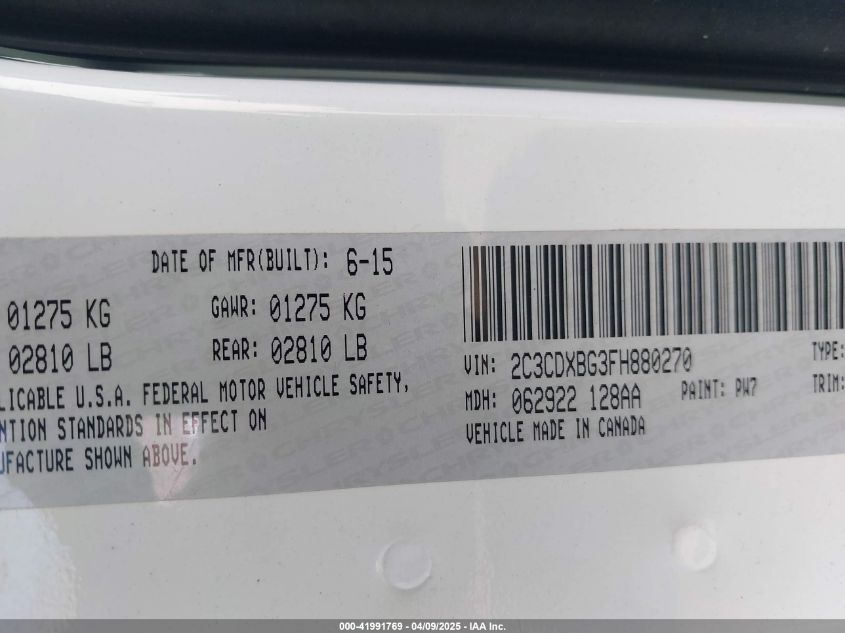 DATE OF MFR(BUILT): 6-15
01275 KG GAWR: 01275 KG
02810 LB REAR: 02810 LB
LICABLE U.S.A. FEDERAL MOTOR VEHICLE SAFETY,
NTION STANDARDS IN EFFECT ON
UFACTURE SHOWN ABOVE.
VIN: 2C3CDXBG3FH880270 TYPE:
MDH: 062922 128AA PAINT: PW7 TRIM:
VEHICLE MADE IN CANADA
000-41991769 - 04/09/2025 - IAA Inc.